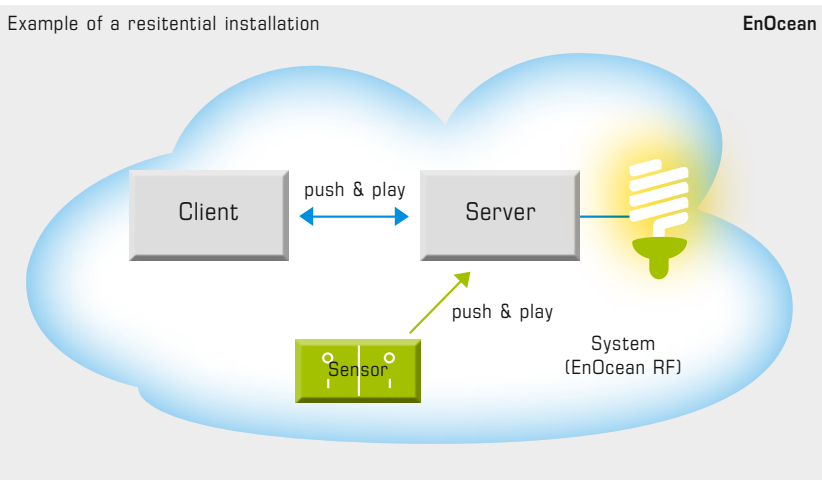 Example of a resitential installation
EnOcean
Client
push & play
Server
push & play
Sensor
System
(EnOcean RF)